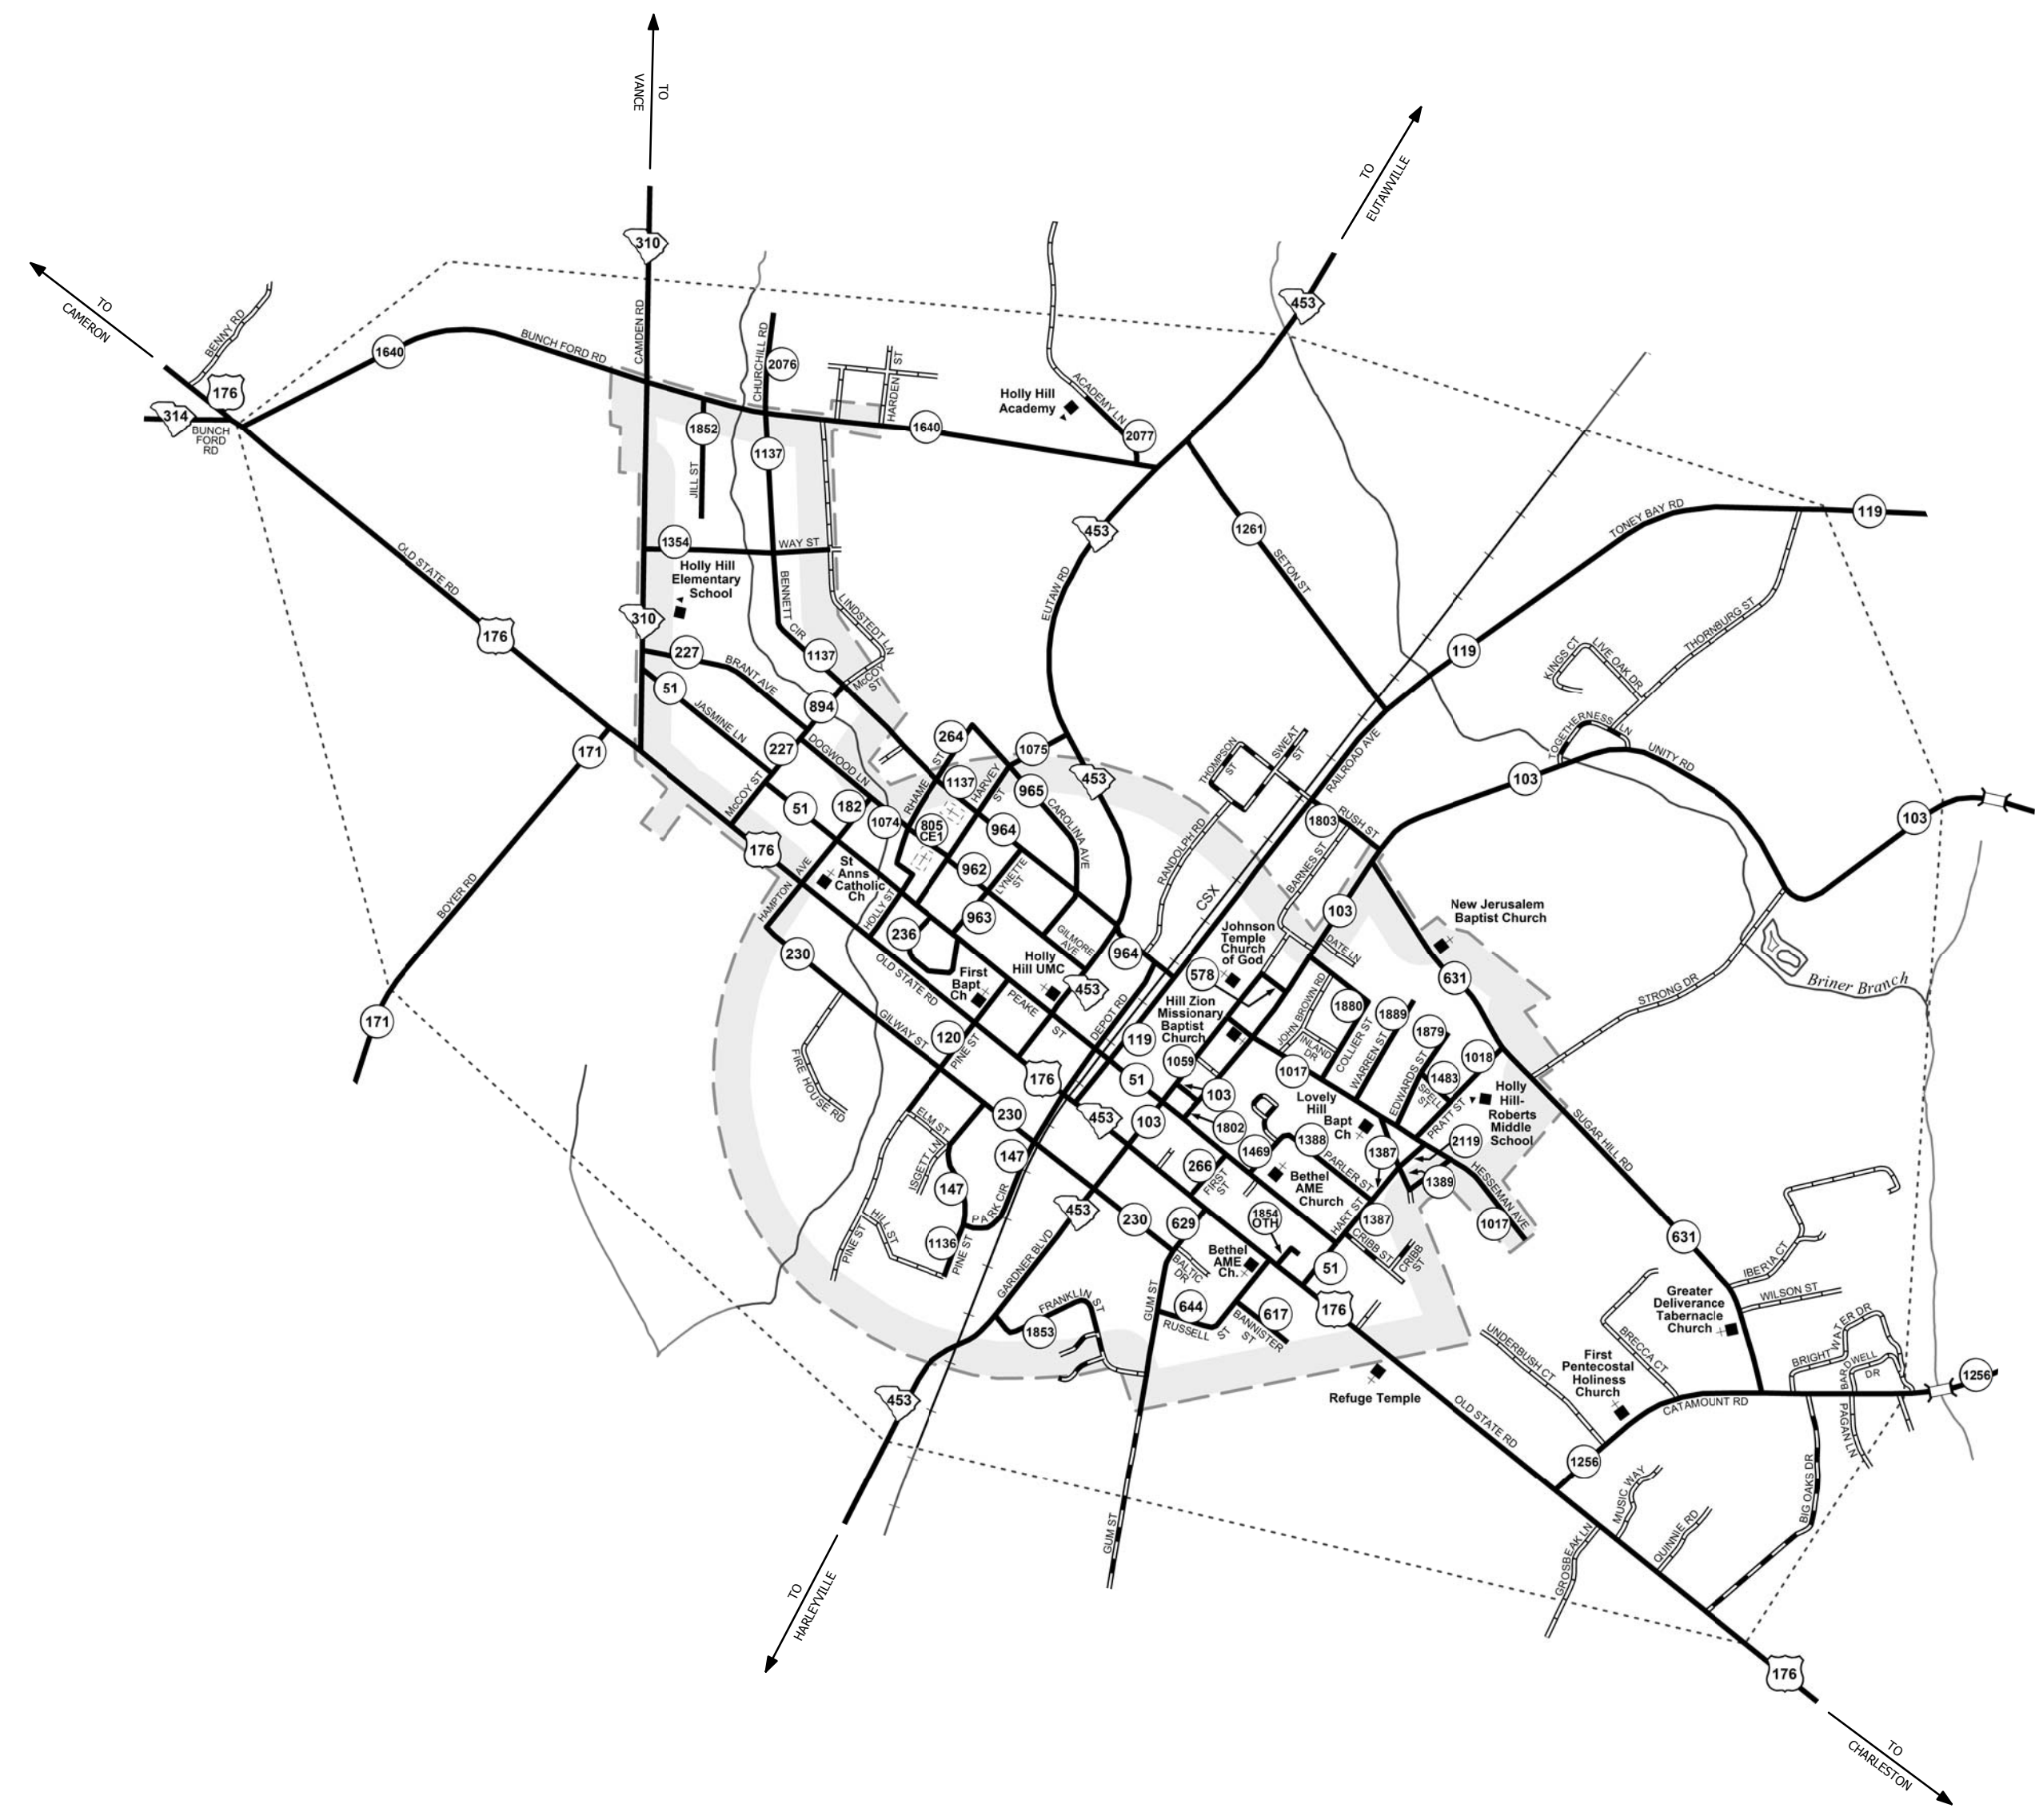 TO
VANCE
TO
EUTAWVILLE
TO
CAMERON
310
453
BENNY RD
1640
BUNCH FORD RD
CAMDEN RD
CHURCHILL RD
2076
HARDEN ST
ACADEMY LN
Holly Hill
Academy
176
314
BUNCH
FORD
RD
1852
1640
2077
1137
JILL ST
453
1261
119
TONEY BAY RD
1354
WAY ST
Holly Hill
Elementary
School
OLD STATE RD
BENNETT CIR
LINDSTEDT LN
EUTAW RD
SETON ST
THORNBURG ST
310
176
227
BRANT AVE
1137
McCOY
ST
119
KINGS CT
LIVE OAK DR
51
JASMINE LN
894
TOGETHERNESS LN
UNITY RD
171
227
DOGWOOD LN
264
1075
THOMPSON
ST
SWEAT
ST
RAILROAD AVE
103
McCOY ST
51
182
1074
RHAME ST
1137
HARVEY
ST
965
453
CAROLINA AVE
103
805
CE1
964
1803
RUSH ST
176
St
Anns
Catholic
Ch
962
LYNETTE
ST
RANDOLPH RD
BARNES ST
HAMPTON AVE
HOLLY ST
BOYER RD
CSX
103
New Jerusalem
Baptist Church
236
963
GILMORE
AVE
964
Johnson
Temple
Church
of God
DATE LN
230
OLD STATE RD
First
Bapt
Ch
Holly
Hill UMC
453
578
631
STRONG DR
Briner Branch
PEAKE ST
DEPOT RD
Hill Zion
Missionary
Baptist
Church
JOHN BROWN RD
1880
1889
1879
171
GILWAY ST
120
PINE ST
119
INLAND
DR
COLLIER ST
WARREN ST
EDWARDS ST
1018
FIRE HOUSE RD
176
51
1059
1017
1483
SPELL
ST
Holly
Hill-
Roberts
Middle
School
103
Lovely
Hill
Bapt
Ch
PRATT ST
ELM ST
230
453
103
1802
1388
2119
SUGAR HILL RD
ISGETT LN
147
1469
PARLER ST
1387
HESSEMAN AVE
147
266
FIRST
ST
Bethel
AME
Church
1389
PARK CIR
453
230
629
1854
OTH
HART ST
1387
1017
HILL ST
PINE ST
1136
PINE ST
GARDNER BLVD
BALTIC
DR
Bethel
AME
Ch.
CRIBB ST
CRIBB
ST
51
631
IBERIA CT
GUM ST
FRANKLIN ST
1853
644
RUSSELL ST
617
BANNISTER
ST
176
Greater
Deliverance
Tabernacle
Church
WILSON ST
UNDERBUSH CT
BRECCA CT
BRIGHT WATER DR
BARDWELL
DR
First
Pentecostal
Holiness
Church
1256
453
Refuge Temple
OLD STATE RD
CATAMOUNT RD
PAGAN LN
1256
BIG OAKS DR
MUSIC WAY
GUM ST
GROSBEAK LN
QUINNIE RD
TO
HARLEYVILLE
176
TO
CHARLESTON